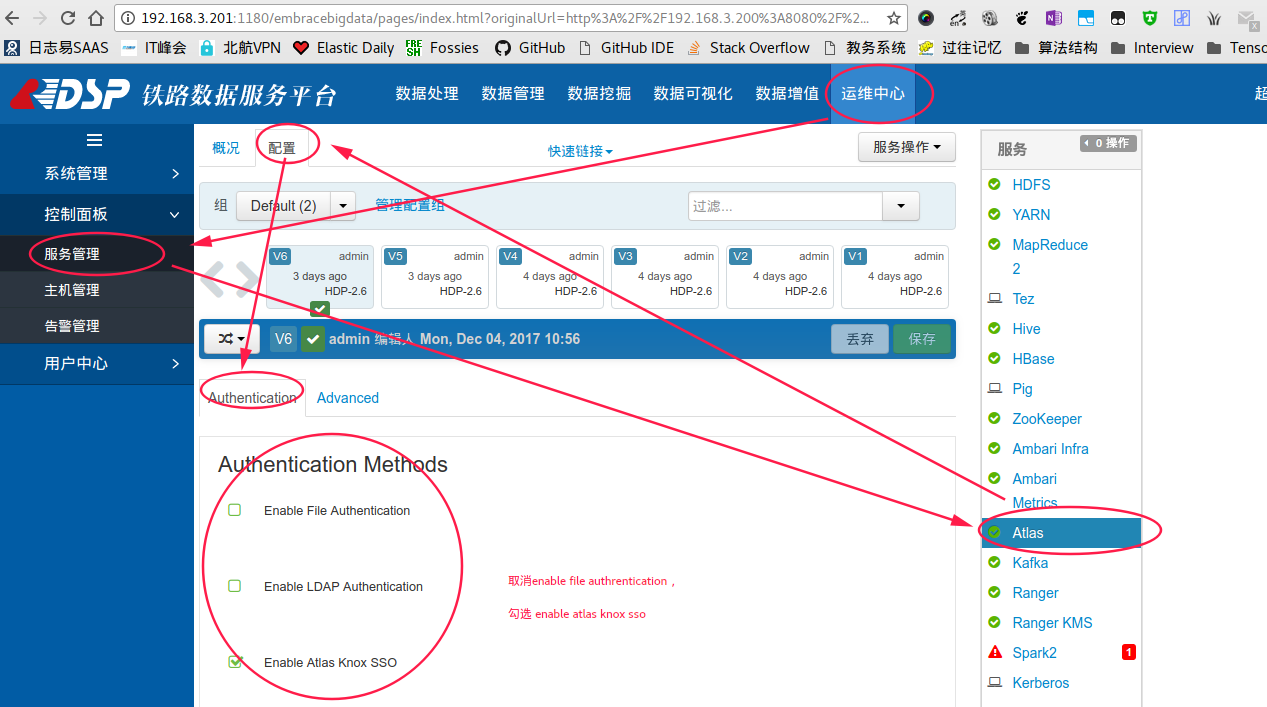 192.168.3.201:1180/embracebigdata/pages/index.html?originalUrl=http%3A%2F%2F192.168.3.200%3A8080%2F%2...
日志易SAAS IT峰会 北航VPN Elastic Daily FRE SH Fossies GitHub GitHub IDE Stack Overflow 教务系统 过往记忆 算法结构 Interview Tenso
RDSP 铁路数据服务平台 数据处理 数据管理 数据挖掘 数据可视化 数据增值 运维中心 超
系统管理
控制面板
服务管理
主机管理
告警管理
用户中心
概况 配置 快速链接 服务操作
组 Default (2) 管理配置组 过滤...
V6 admin
3 days ago
HDP-2.6
V5 admin
3 days ago
HDP-2.6
V4 admin
4 days ago
HDP-2.6
V3 admin
4 days ago
HDP-2.6
V2 admin
4 days ago
HDP-2.6
V1 admin
4 days ago
HDP-2.6
V6 admin 编辑人 Mon, Dec 04, 2017 10:56 丢弃 保存
Authentication Advanced
Authentication Methods
Enable File Authentication
Enable LDAP Authentication
Enable Atlas Knox SSO
取消enable file authrentication，
勾选 enable atlas knox sso
服务 0 操作
HDFS
YARN
MapReduce
2
Tez
Hive
HBase
Pig
ZooKeeper
Ambari Infra
Ambari
Metrics
Atlas
Kafka
Ranger
Ranger KMS
Spark2 1
Kerberos